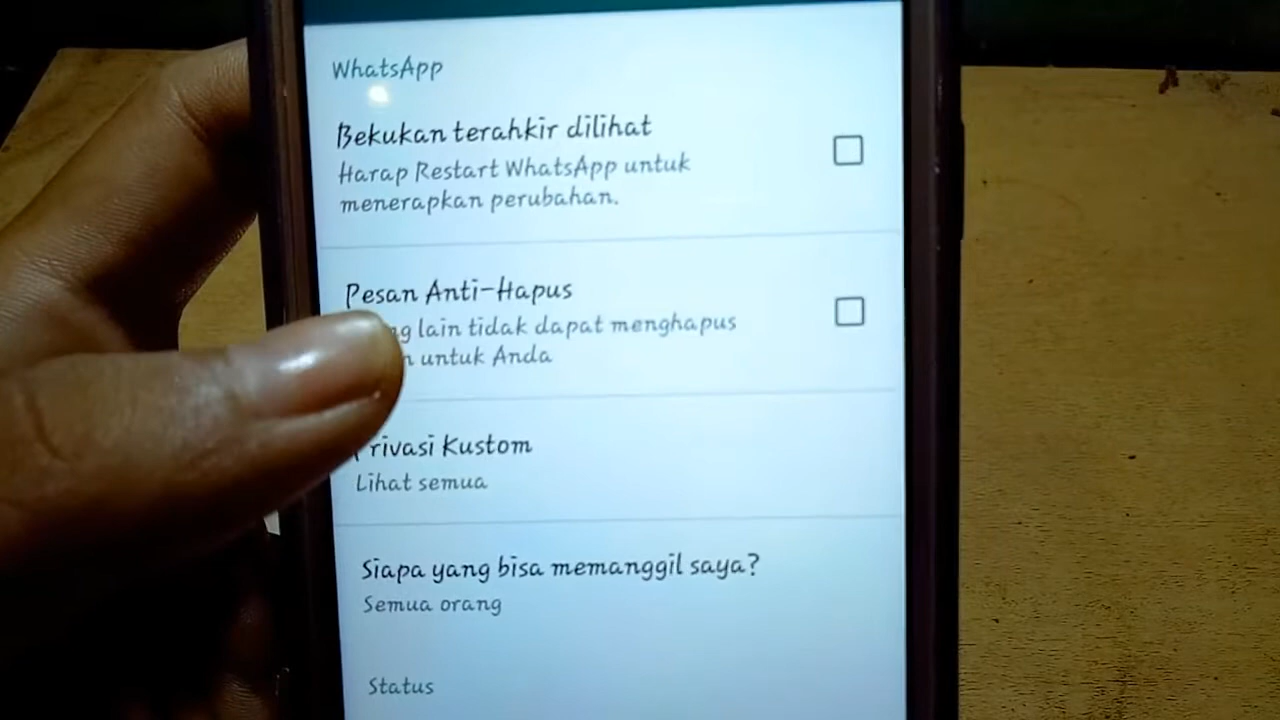 WhatsApp
Bekukan terahkir dilihat
Harap Restart WhatsApp untuk
menerapkan perubahan.
Pesan Anti-Hapus
lain tidak dapat menghapus
untuk Anda
Kustom
Lihat semua
Siapa yang bisa memanggil saya?
Semua orang
Status